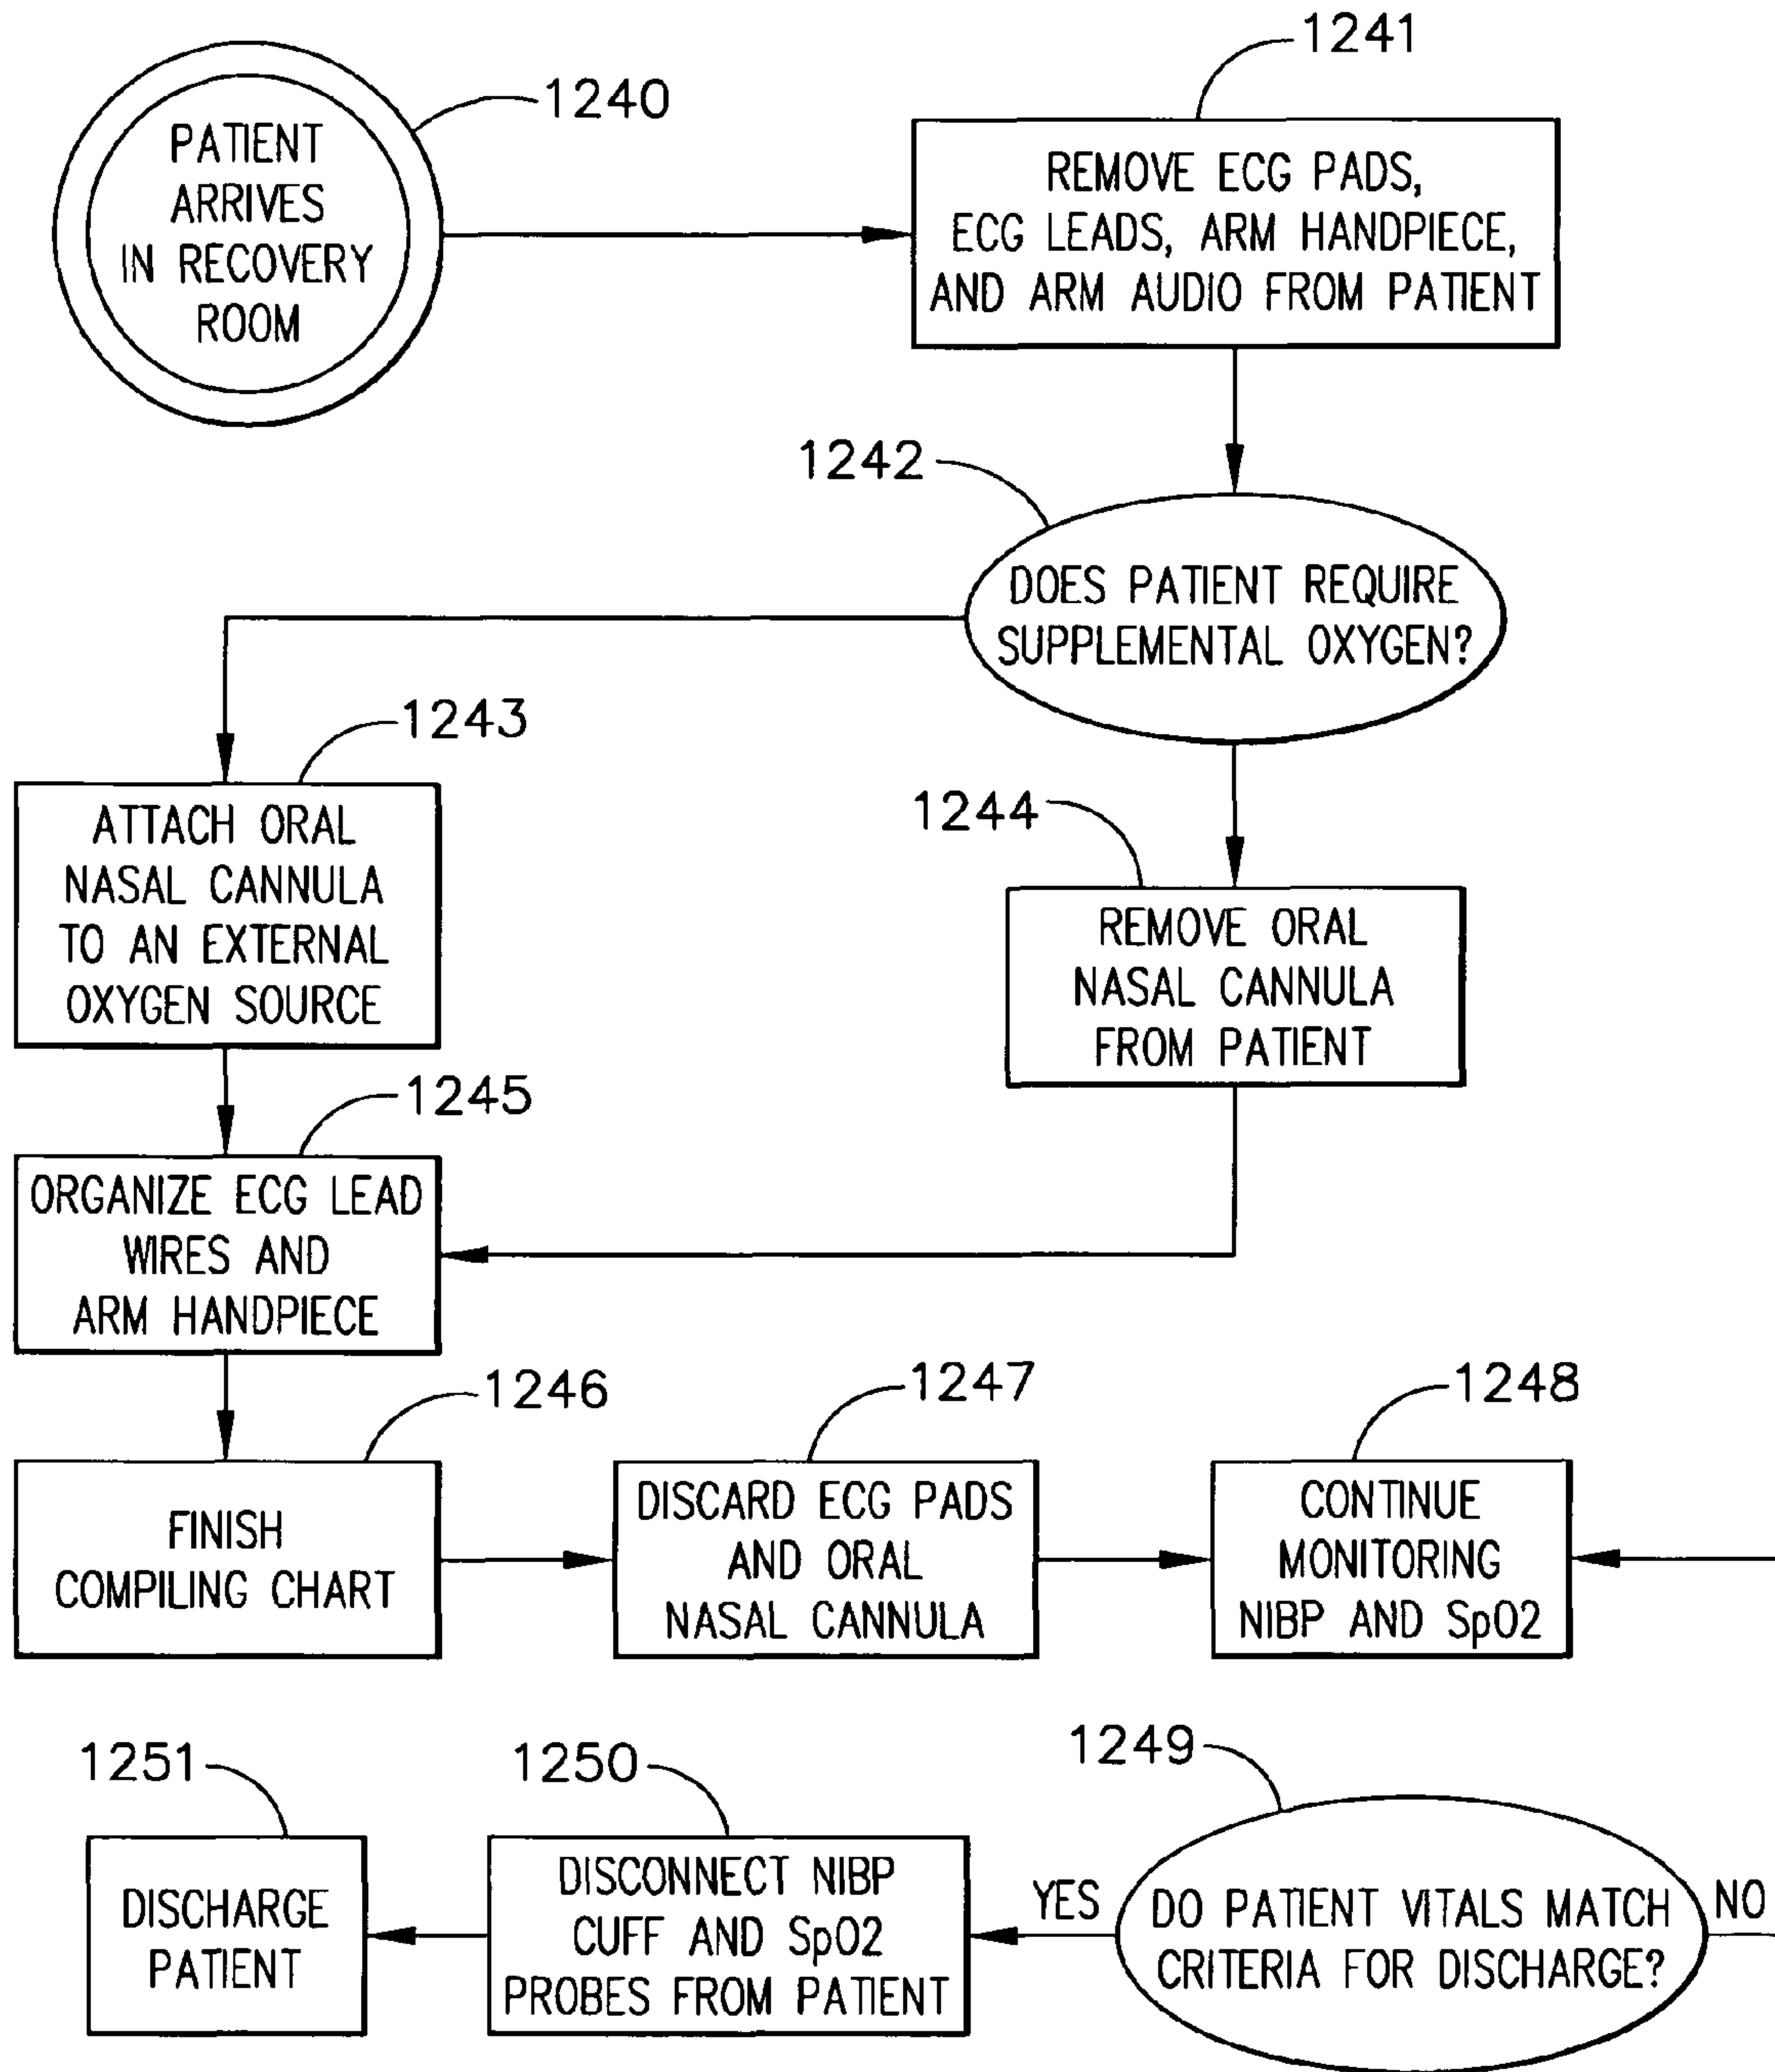 1240
PATIENT
ARRIVES
IN RECOVERY
ROOM
1241
REMOVE ECG PADS,
ECG LEADS, ARM HANDPIECE,
AND ARM AUDIO FROM PATIENT
1242
DOES PATIENT REQUIRE
SUPPLEMENTAL OXYGEN?
1243
ATTACH ORAL
NASAL CANNULA
TO AN EXTERNAL
OXYGEN SOURCE
1244
REMOVE ORAL
NASAL CANNULA
FROM PATIENT
1245
ORGANIZE ECG LEAD
WIRES AND
ARM HANDPIECE
1246
FINISH
COMPILING CHART
1247
DISCARD ECG PADS
AND ORAL
NASAL CANNULA
1248
CONTINUE
MONITORING
NIBP AND SpO2
1249
DO PATIENT VITALS MATCH
CRITERIA FOR DISCHARGE?
NO
YES
1250
DISCONNECT NIBP
CUFF AND SpO2
PROBES FROM PATIENT
1251
DISCHARGE
PATIENT